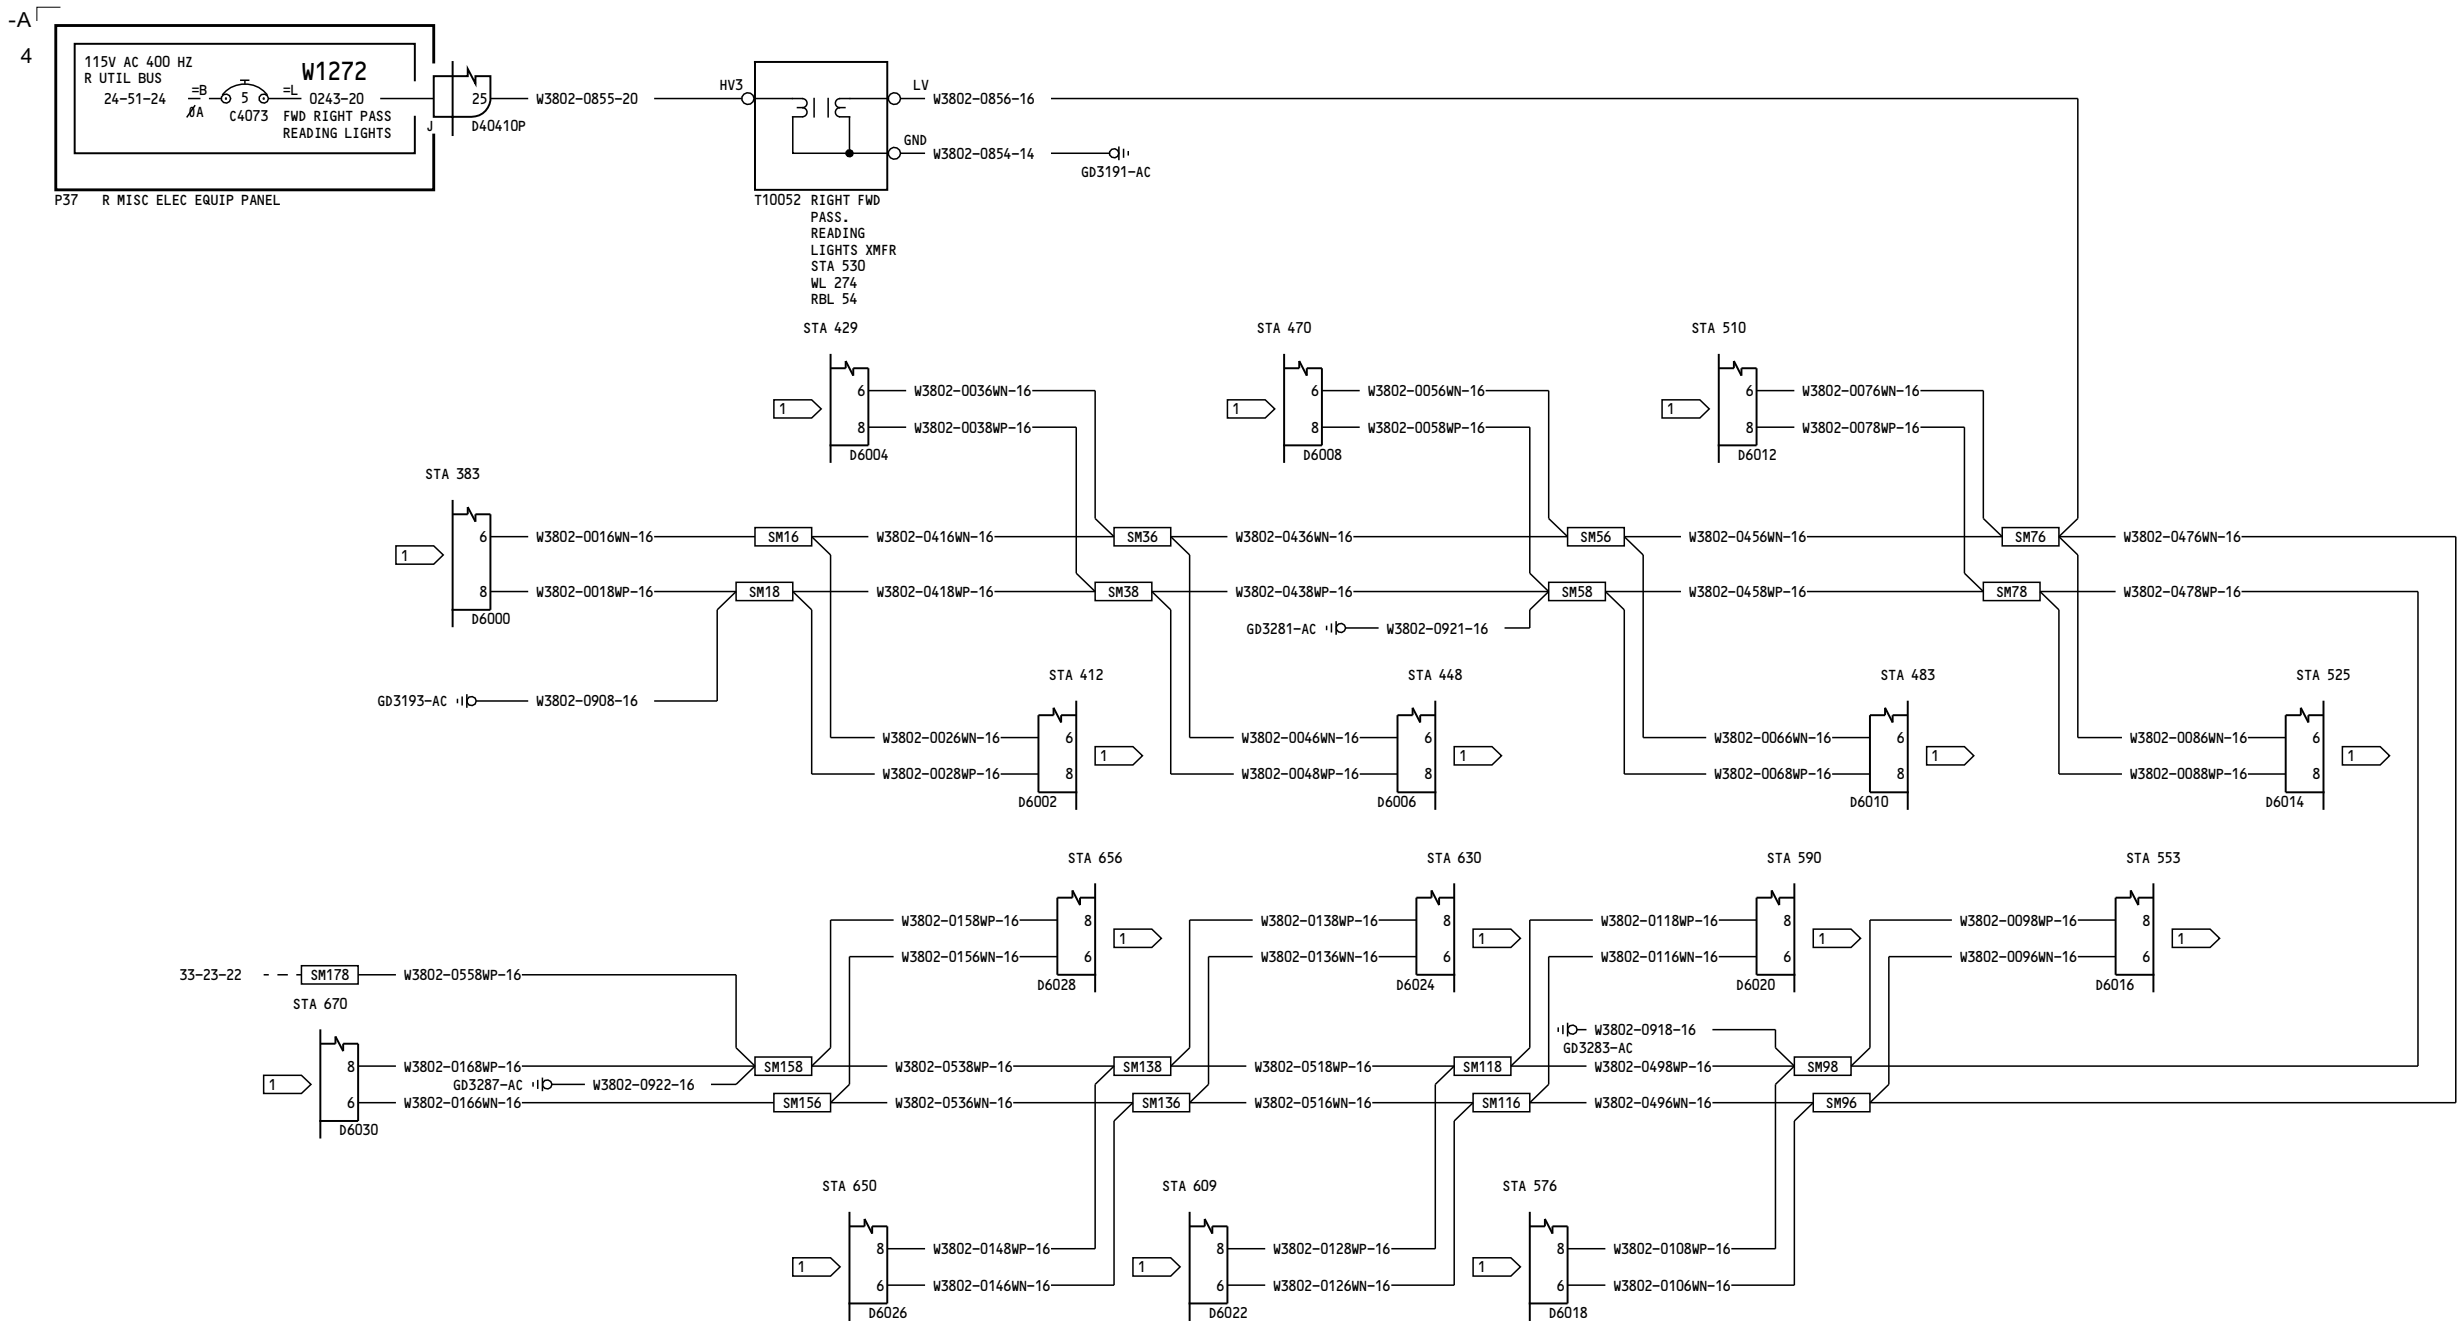 -A
4
115V AC 400 HZ
R UTIL BUS
24-51-24
=B
ØA
5
C4073
=L
W1272
0243-20
FWD RIGHT PASS
READING LIGHTS
J
25
D40410P
W3802-0855-20
P37 R MISC ELEC EQUIP PANEL
HV3
LV
W3802-0856-16
GND
W3802-0854-14
GD3191-AC
T10052 RIGHT FWD
PASS.
READING
LIGHTS XMFR
STA 530
WL 274
RBL 54
STA 429
STA 470
STA 510
1
6
W3802-0036WN-16
8
W3802-0038WP-16
D6004
1
6
W3802-0056WN-16
8
W3802-0058WP-16
D6008
1
6
W3802-0076WN-16
8
W3802-0078WP-16
D6012
STA 383
1
6
W3802-0016WN-16
SM16
W3802-0416WN-16
SM36
W3802-0436WN-16
SM56
W3802-0456WN-16
SM76
W3802-0476WN-16
8
W3802-0018WP-16
SM18
W3802-0418WP-16
SM38
W3802-0438WP-16
SM58
W3802-0458WP-16
SM78
W3802-0478WP-16
D6000
GD3281-AC
W3802-0921-16
GD3193-AC
W3802-0908-16
STA 412
STA 448
STA 483
STA 525
W3802-0026WN-16
6
W3802-0028WP-16
8
D6002
1
W3802-0046WN-16
6
W3802-0048WP-16
8
D6006
1
W3802-0066WN-16
6
W3802-0068WP-16
8
D6010
1
W3802-0086WN-16
6
W3802-0088WP-16
8
D6014
1
STA 656
STA 630
STA 590
STA 553
W3802-0158WP-16
8
W3802-0156WN-16
6
D6028
1
W3802-0138WP-16
8
W3802-0136WN-16
6
D6024
1
W3802-0118WP-16
8
W3802-0116WN-16
6
D6020
1
W3802-0098WP-16
8
W3802-0096WN-16
6
D6016
1
33-23-22
SM178
W3802-0558WP-16
STA 670
W3802-0918-16
GD3283-AC
1
8
W3802-0168WP-16
SM158
W3802-0538WP-16
SM138
W3802-0518WP-16
SM118
W3802-0498WP-16
SM98
GD3287-AC
W3802-0922-16
6
W3802-0166WN-16
SM156
W3802-0536WN-16
SM136
W3802-0516WN-16
SM116
W3802-0496WN-16
SM96
D6030
STA 650
STA 609
STA 576
1
8
W3802-0148WP-16
6
W3802-0146WN-16
D6026
1
8
W3802-0128WP-16
6
W3802-0126WN-16
D6022
1
8
W3802-0108WP-16
6
W3802-0106WN-16
D6018